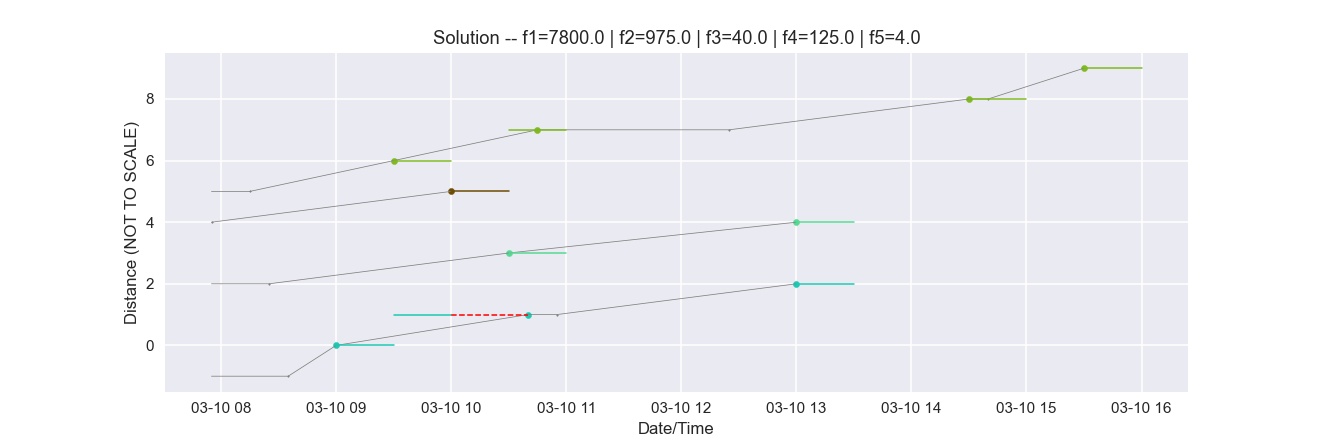 Solution -- f1=7800.0 | f2=975.0 | f3=40.0 | f4=125.0 | f5=4.0
Distance (NOT TO SCALE)
8
6
4
2
0
03-10 08 03-10 09 03-10 10 03-10 11 03-10 12 03-10 13 03-10 14 03-10 15 03-10 16
Date/Time